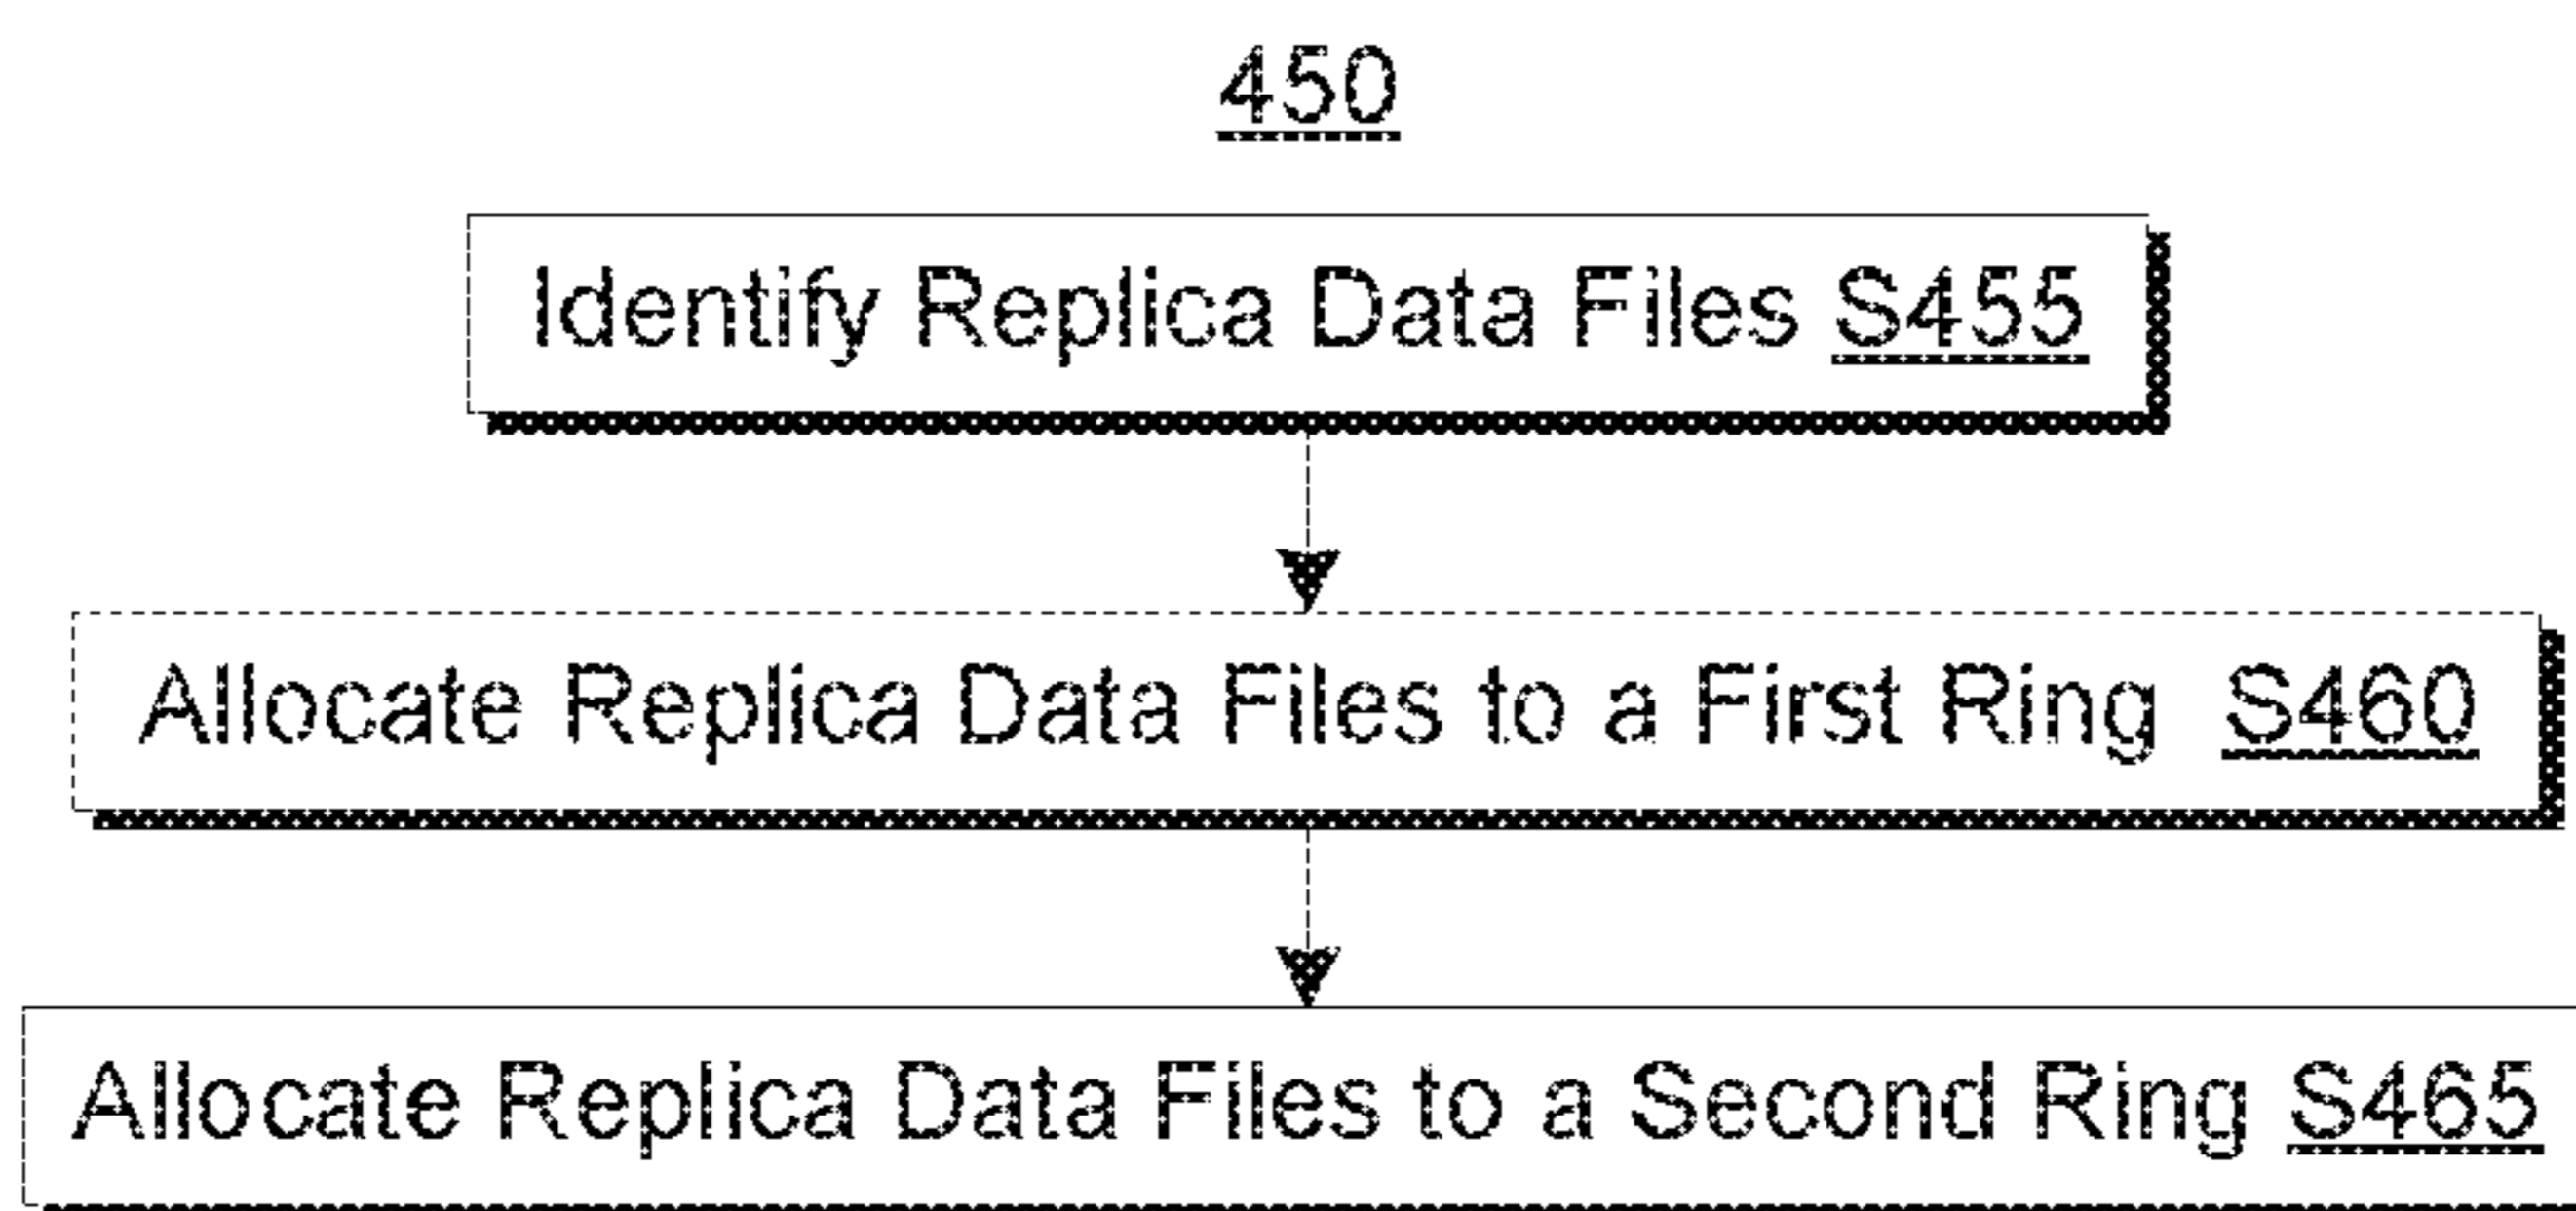 450
Identify Replica Data Files S455
Allocate Replica Data Files to a First Ring S460
Allocate Replica Data Files to a Second Ring S465